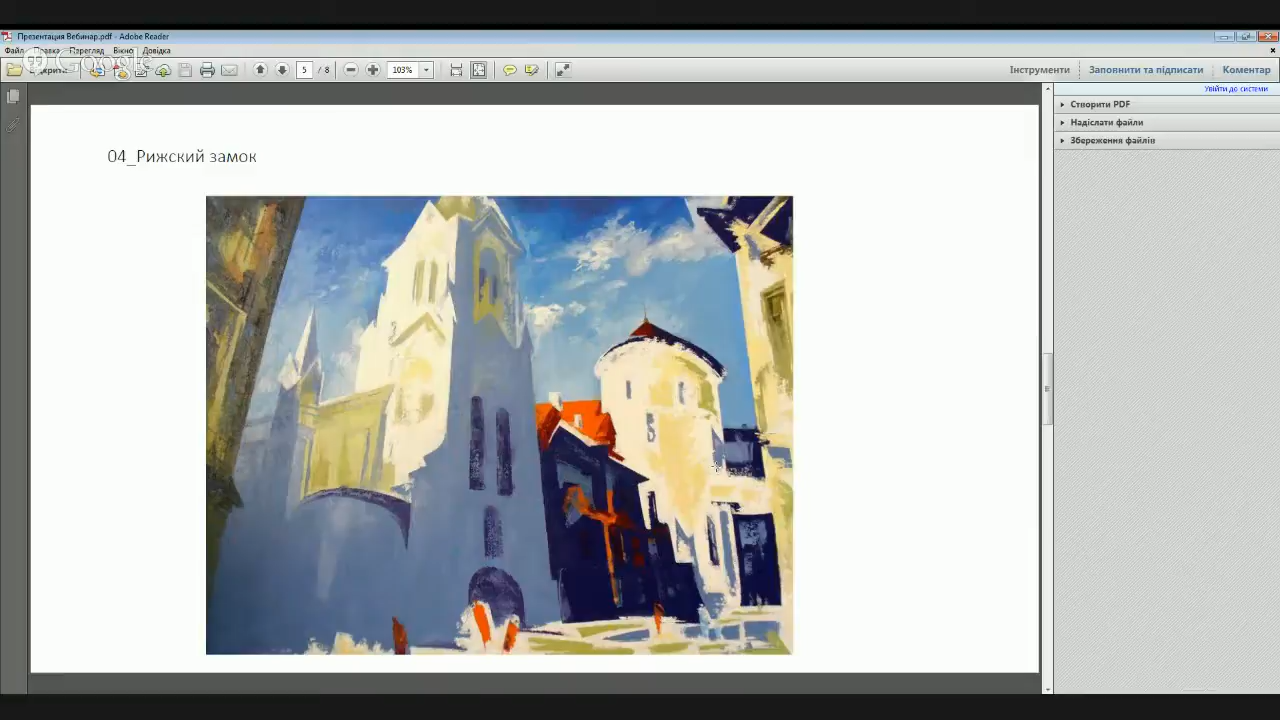 Презентация Вебинар.pdf - Adobe Reader
Файл Правка Перегляд Вікно Довідка
Google
5 / 8 103% Інструменти Заповнити та підписати Коментар
Увійти до системи
Створити PDF
Надіслати файли
Збереження файлів
04_Рижский замок